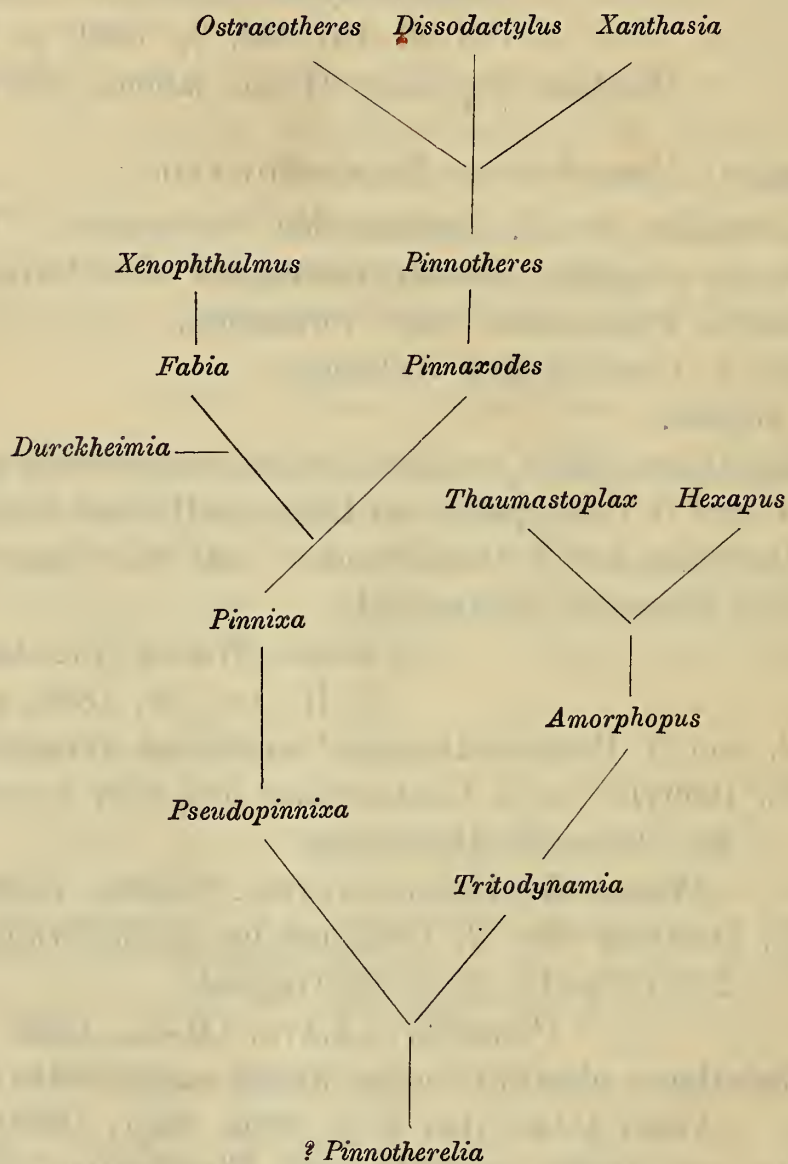 Ostracotheres Dissodactylus Xanthasia
Xenophthalmus Pinnotheres
Fabia Pinnaxodes
Durckheimia
Thaumastoplax Hexapus
Pinnixa
Amorphopus
Pseudopinnixa
Tritodynamia
? Pinnotherelia